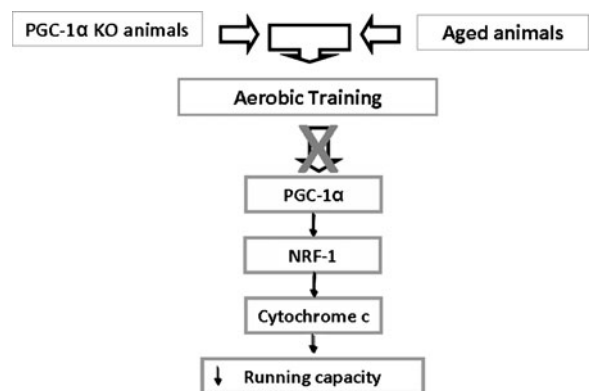 PGC-1α KO animals
Aged animals
Aerobic Training
PGC-1α
NRF-1
Cytochrome c
↓ Running capacity